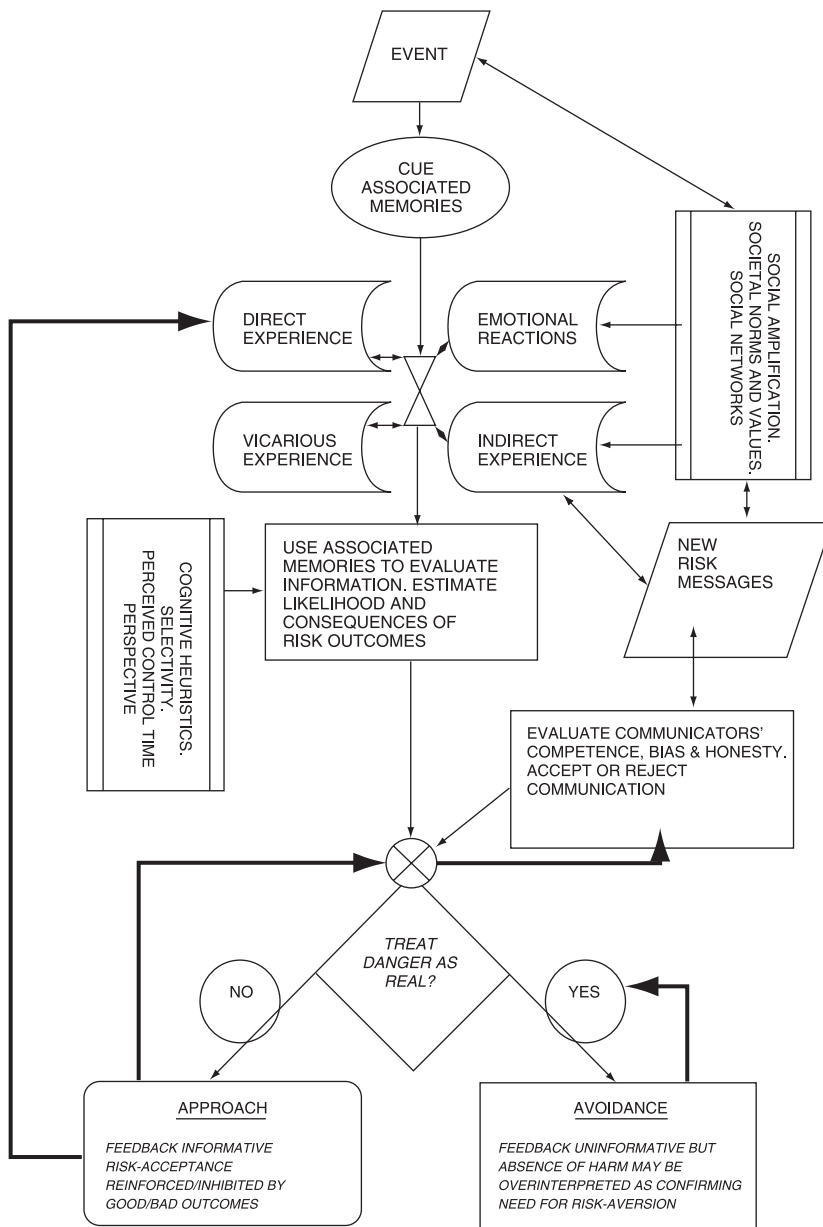 EVENT
CUE
ASSOCIATED
MEMORIES
SOCIAL AMPLIFICATION.
SOCIETAL NORMS AND VALUES.
SOCIAL NETWORKS
DIRECT
EXPERIENCE
EMOTIONAL
REACTIONS
VICARIOUS
EXPERIENCE
INDIRECT
EXPERIENCE
COGNITIVE HEURISTICS.
SELECTIVITY.
PERCEIVED CONTROL TIME
PERSPECTIVE
USE ASSOCIATED
MEMORIES TO EVALUATE
INFORMATION. ESTIMATE
LIKELIHOOD AND
CONSEQUENCES OF
RISK OUTCOMES
NEW
RISK
MESSAGES
EVALUATE COMMUNICATORS'
COMPETENCE, BIAS & HONESTY.
ACCEPT OR REJECT
COMMUNICATION
TREAT
DANGER AS
REAL?
NO
YES
APPROACH
FEEDBACK INFORMATIVE
RISK-ACCEPTANCE
REINFORCED/INHIBITED BY
GOOD/BAD OUTCOMES
AVOIDANCE
FEEDBACK UNINFORMATIVE BUT
ABSENCE OF HARM MAY BE
OVERINTERPRETED AS CONFIRMING
NEED FOR RISK-AVERSION